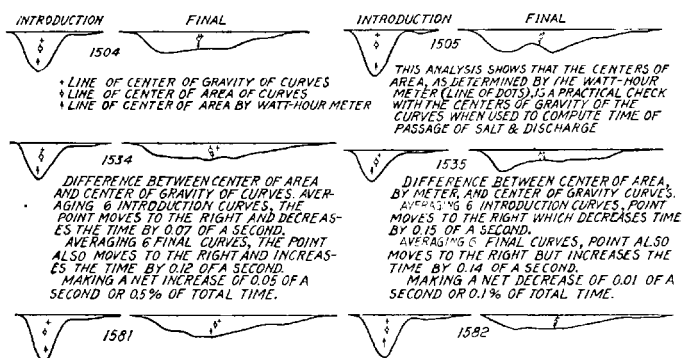 INTRODUCTION FINAL INTRODUCTION FINAL
1504 1505
LINE OF CENTER OF GRAVITY OF CURVES
LINE OF CENTER OF AREA OF CURVES
LINE OF CENTER OF AREA BY WATT-HOUR METER
THIS ANALYSIS SHOWS THAT THE CENTERS OF
AREA, AS DETERMINED BY THE WATT-HOUR
METER (LINE OF DOTS), IS A PRACTICAL CHECK
WITH THE CENTERS OF GRAVITY OF THE
CURVES WHEN USED TO COMPUTE TIME OF
PASSAGE OF SALT & DISCHARGE
1534 1535
DIFFERENCE BETWEEN CENTER OF AREA
AND CENTER OF GRAVITY OF CURVES. AVER-
AGING 6 INTRODUCTION CURVES, THE
POINT MOVES TO THE RIGHT AND DECREAS-
ES THE TIME BY 0.07 OF A SECOND.
AVERAGING 6 FINAL CURVES, THE POINT
ALSO MOVES TO THE RIGHT AND INCREAS-
ES THE TIME BY 0.12 OF A SECOND.
MAKING A NET INCREASE OF 0.05 OF A
SECOND OR 0.5% OF TOTAL TIME.
DIFFERENCE BETWEEN CENTER OF AREA,
BY METER, AND CENTER OF GRAVITY CURVES.
AVERAGING 6 INTRODUCTION CURVES, POINT
MOVES TO THE RIGHT WHICH DECREASES TIME
BY 0.15 OF A SECOND.
AVERAGING 6 FINAL CURVES, POINT ALSO
MOVES TO THE RIGHT BUT INCREASES THE
TIME BY 0.14 OF A SECOND.
MAKING A NET DECREASE OF 0.01 OF A
SECOND OR 0.1% OF TOTAL TIME.
1581 1582